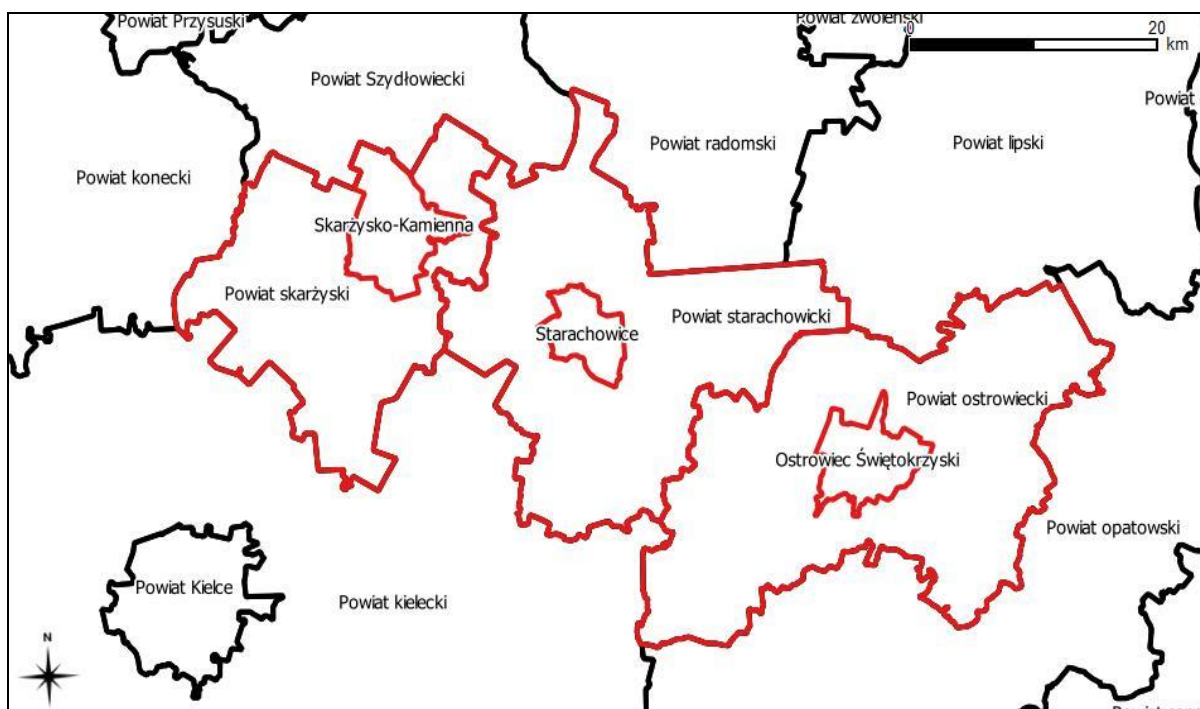 Powiat Przysuski
Powiat zwoleński
0
20
km
Powiat Szydłowiecki
Powiat
Powiat radomski
Powiat lipski
Powiat konecki
Skarżysko-Kamienna
Powiat skarżyski
Powiat starachowicki
Starachowice
Powiat ostrowiecki
Ostrowiec Świętokrzyski
Powiat opatowski
Powiat Kielce
Powiat kielecki
N